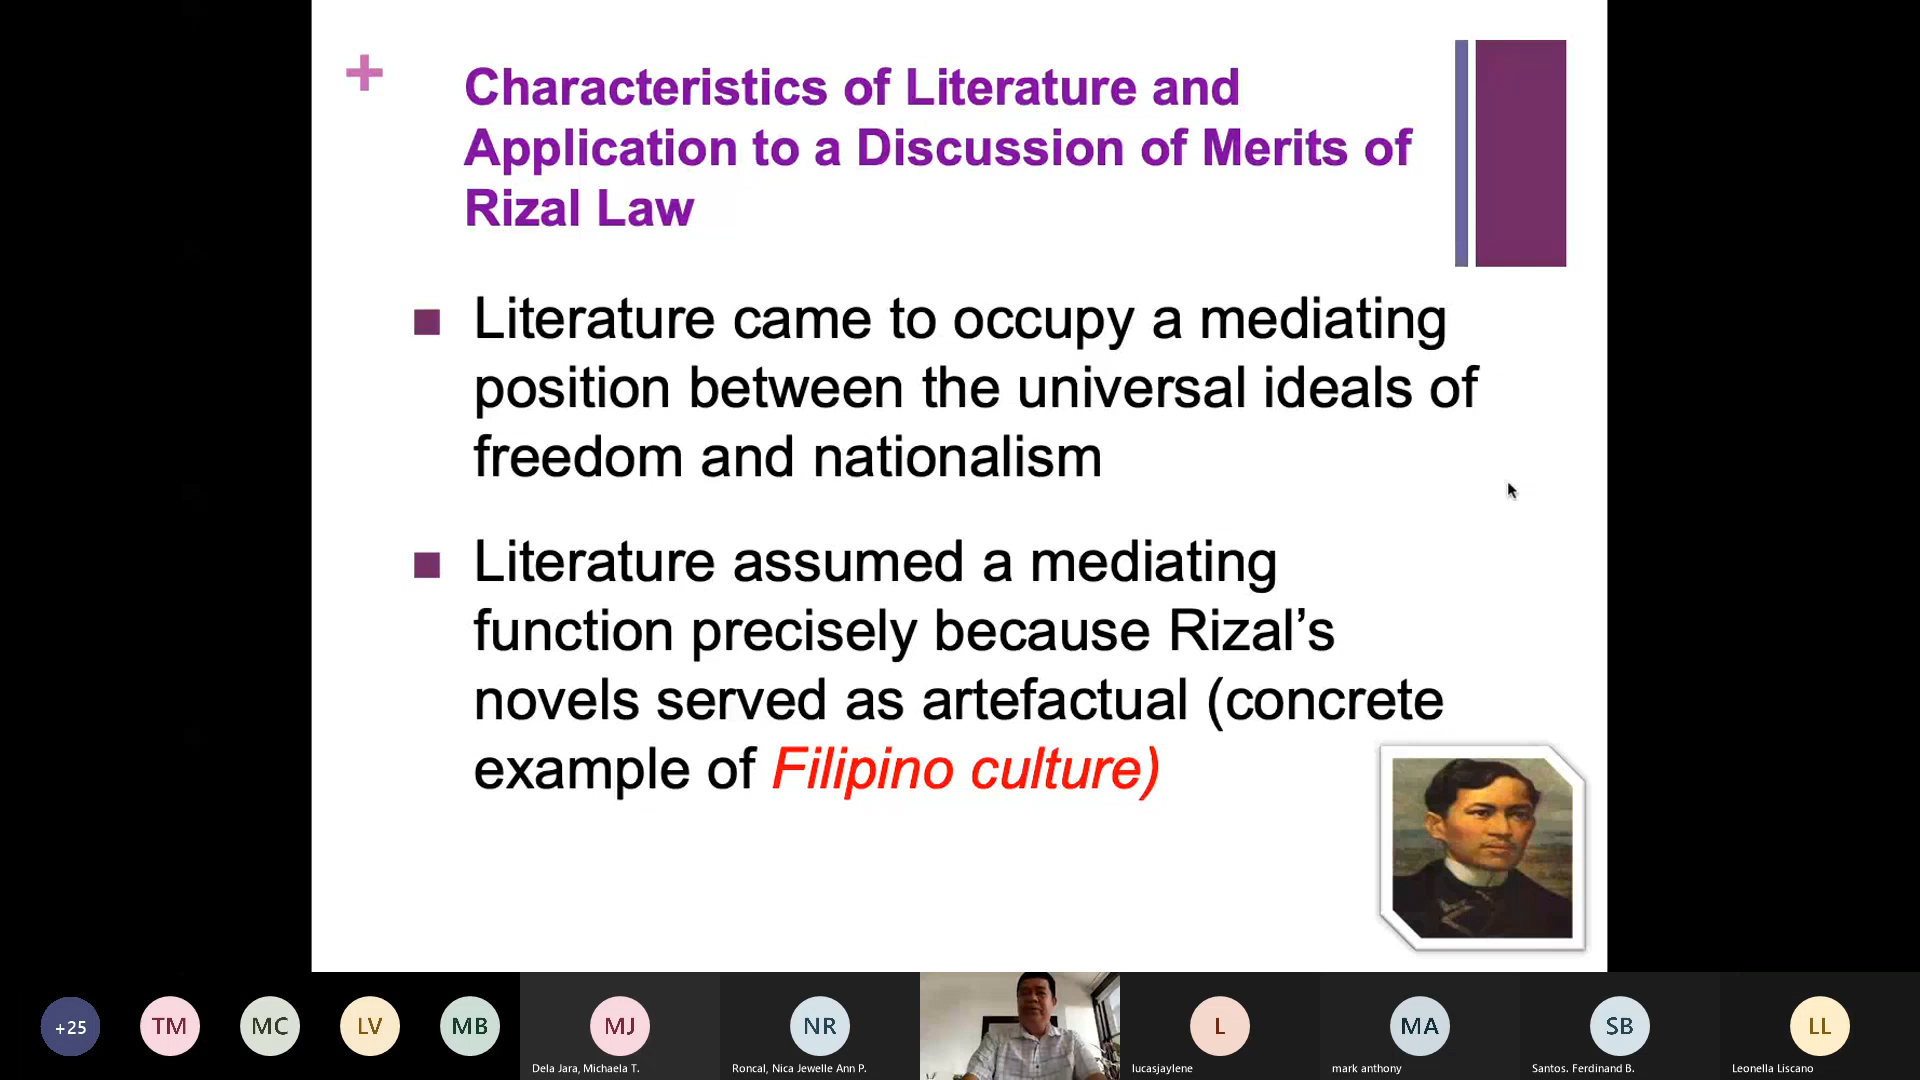 +
Characteristics of Literature and
Application to a Discussion of Merits of
Rizal Law
Literature came to occupy a mediating
position between the universal ideals of
freedom and nationalism
Literature assumed a mediating
function precisely because Rizal’s
novels served as artefactual (concrete
example of Filipino culture)
+25
TM
MC
LV
MB
MJ
NR
L
MA
SB
LL
Dela Jara, Michaela T.
Roncal, Nica Jewelle Ann P.
lucasjaylene
mark anthony
Santos. Ferdinand B.
Leonella Liscano